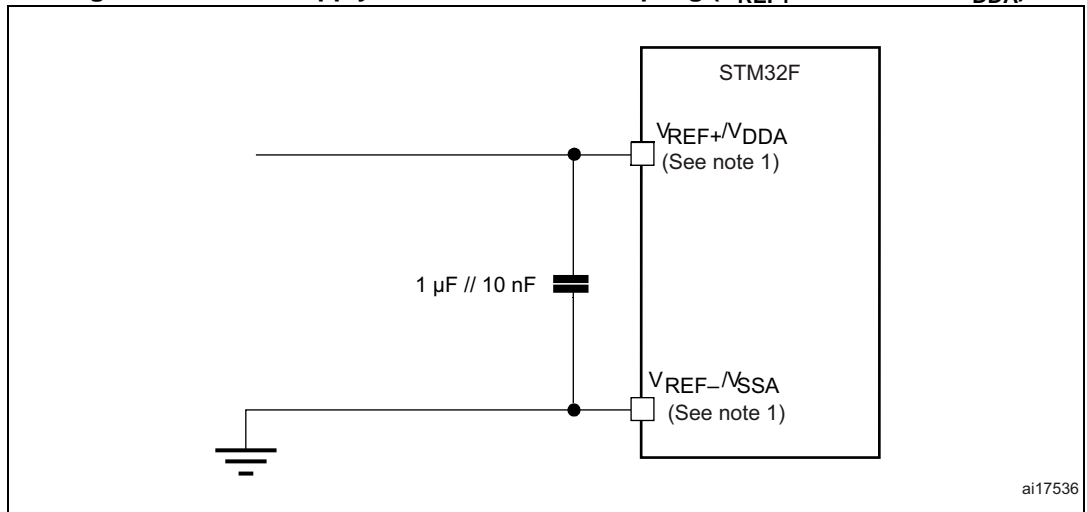 STM32F
VREF+/VDDA
(See note 1)
1 µF // 10 nF
VREF–/VSSA
(See note 1)
ai17536